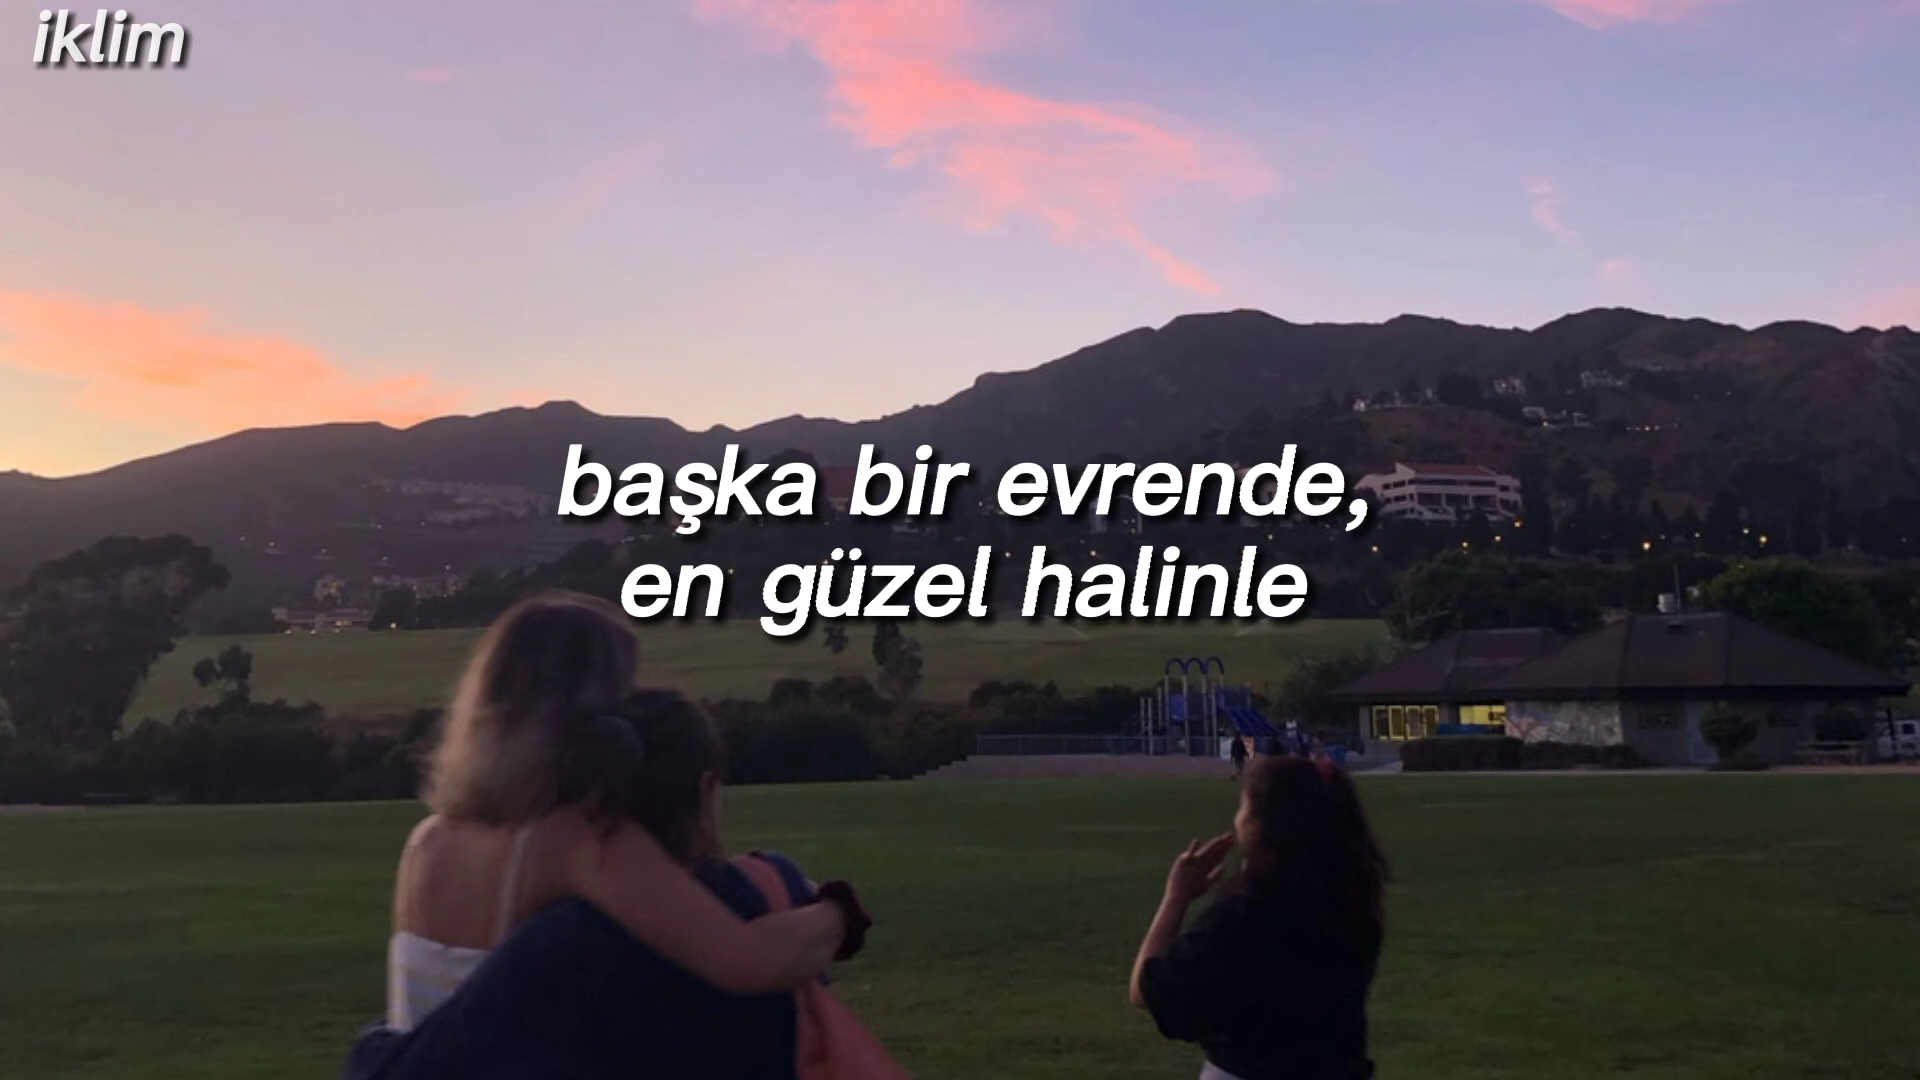 iklim
başka bir evrende,
en güzel halinle